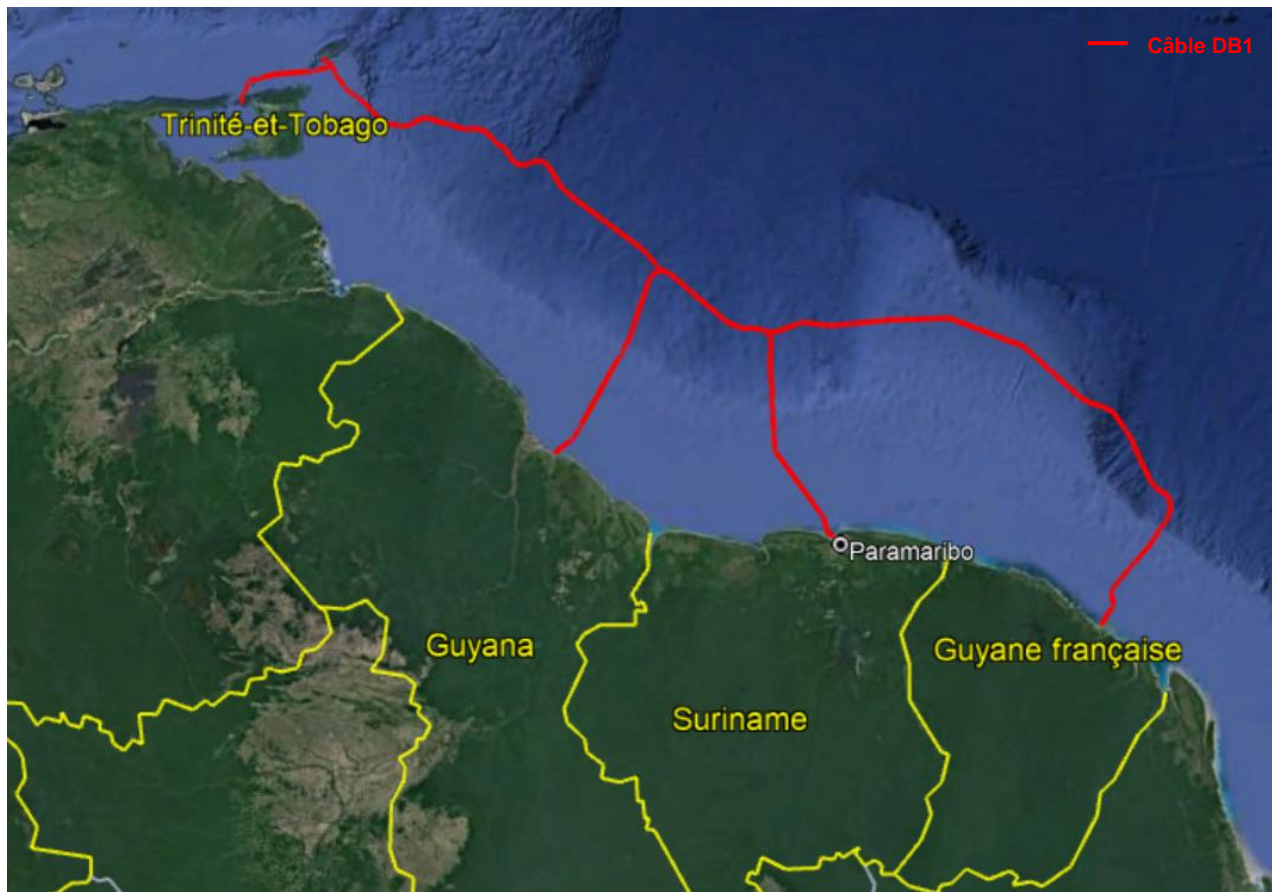 Câble DB1
Trinité-et-Tobago
Paramaribo
Guyana
Guyane française
Suriname